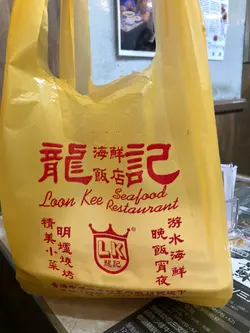 龍記
海鮮
飯店
Loon Kee Seafood
Restaurant
精美小菜
明爐燒烤
LK
龍記
游水海鮮
晚飯宵夜